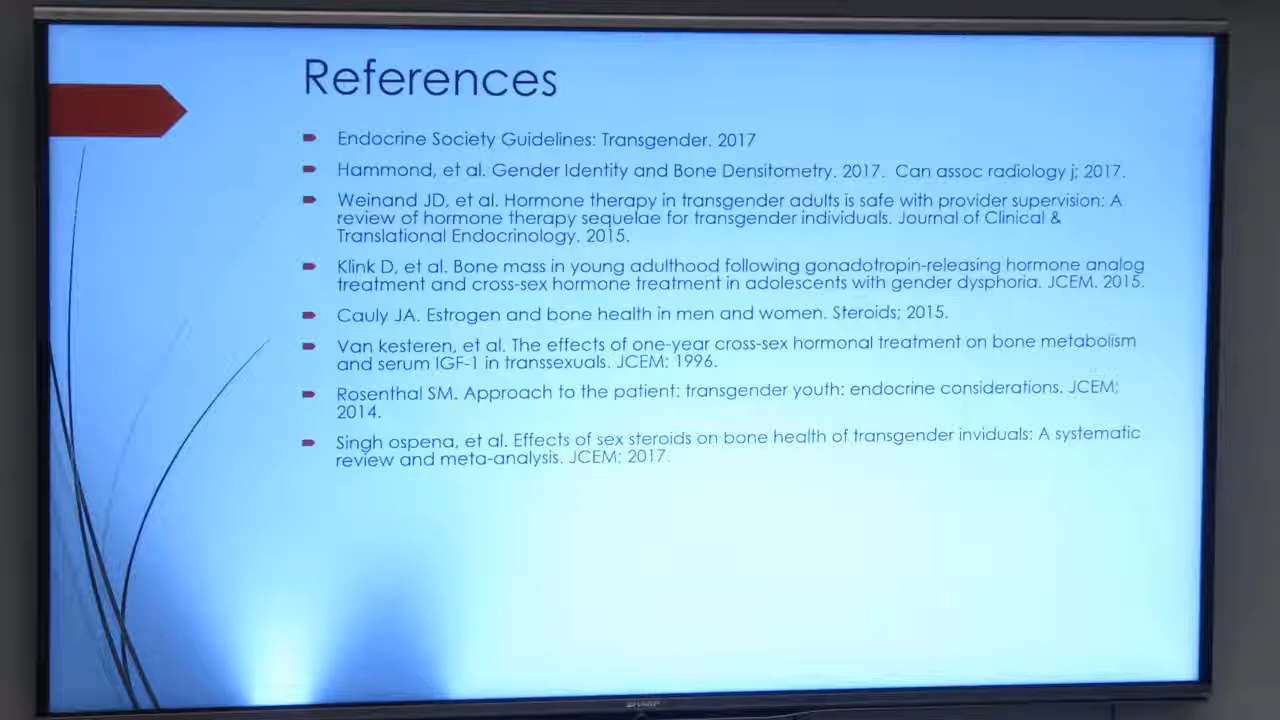 References
Endocrine Society Guidelines: Transgender. 2017
Hammond, et al. Gender Identity and Bone Densitometry. 2017. Can assoc radiology j; 2017.
Weinand JD, et al. Hormone therapy in transgender adults is safe with provider supervision: A
review of hormone therapy sequelae for transgender individuals. Journal of Clinical &
Translational Endocrinology. 2015.
Klink D, et al. Bone mass in young adulthood following gonadotropin-releasing hormone analog
treatment and cross-sex hormone treatment in adolescents with gender dysphoria. JCEM. 2015.
Cauly JA. Estrogen and bone health in men and women. Steroids; 2015.
Van kesteren, et al. The effects of one-year cross-sex hormonal treatment on bone metabolism
and serum IGF-1 in transsexuals. JCEM; 1996.
Rosenthal SM. Approach to the patient: transgender youth: endocrine considerations. JCEM;
2014.
Singh ospena, et al. Effects of sex steroids on bone health of transgender inviduals: A systematic
review and meta-analysis. JCEM; 2017.
SHARP